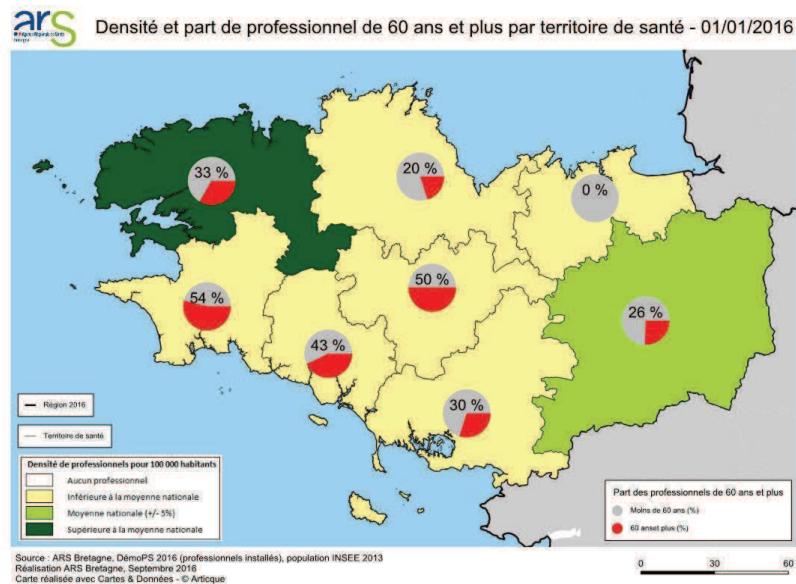 ars
Densité et part de professionnel de 60 ans et plus par territoire de santé - 01/01/2016
33 %
20 %
0 %
50 %
54 %
26 %
43 %
30 %
Région 2016
Territoire de santé
Densité de professionnels pour 100 000 habitants
Aucun professionnel
Inférieure à la moyenne nationale
Moyenne nationale (+/- 5%)
Supérieure à la moyenne nationale
Part des professionnels de 60 ans et plus
Moins de 60 ans (%)
60 anset plus (%)
Source : ARS Bretagne, DémoPS 2016 (professionnels installés), population INSEE 2013
Réalisation ARS Bretagne, Septembre 2016
Carte réalisée avec Cartes & Données - © Articque
0 30 60